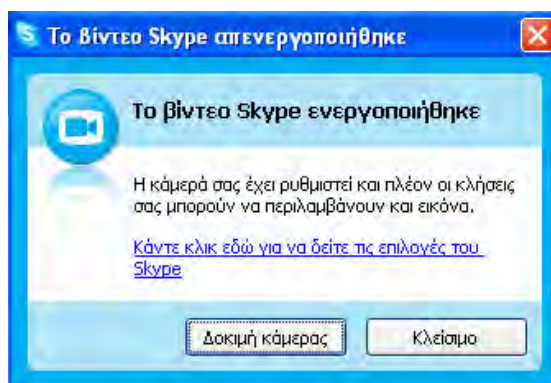 Το βίντεο Skype απενεργοποιήθηκε
Το βίντεο Skype ενεργοποιήθηκε
Η κάμερά σας έχει ρυθμιστεί και πλέον οι κλήσεις
σας μπορούν να περιλαμβάνουν και εικόνα.
Κάντε κλικ εδώ για να δείτε τις επιλογές του
Skype
Δοκιμή κάμερας
Κλείσιμο